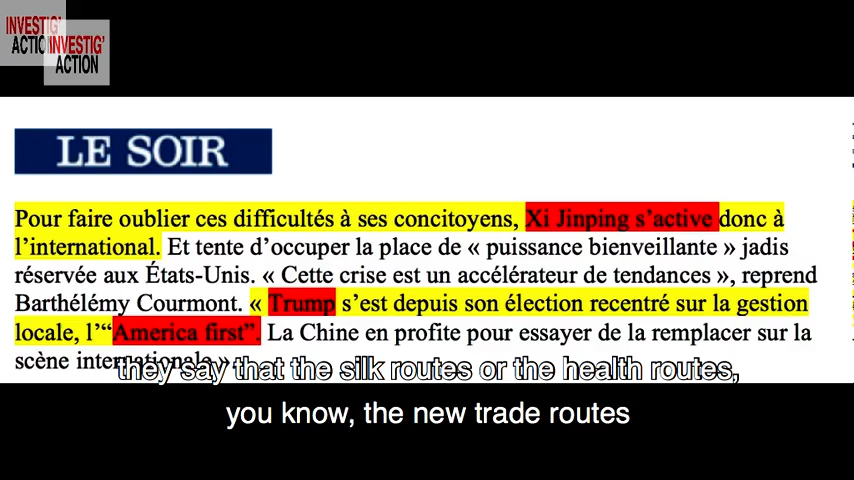 INVESTIG'
ACTION
INVESTIG'
ACTION
LE SOIR
Pour faire oublier ces difficultés à ses concitoyens, Xi Jinping s’active donc à
l’international. Et tente d’occuper la place de « puissance bienveillante » jadis
réservée aux États-Unis. « Cette crise est un accélérateur de tendances », reprend
Barthélémy Courmont. « Trump s’est depuis son élection recentré sur la gestion
locale, l’“America first”. La Chine en profite pour essayer de la remplacer sur la
scène internationale ».
they say that the silk routes or the health routes,
you know, the new trade routes